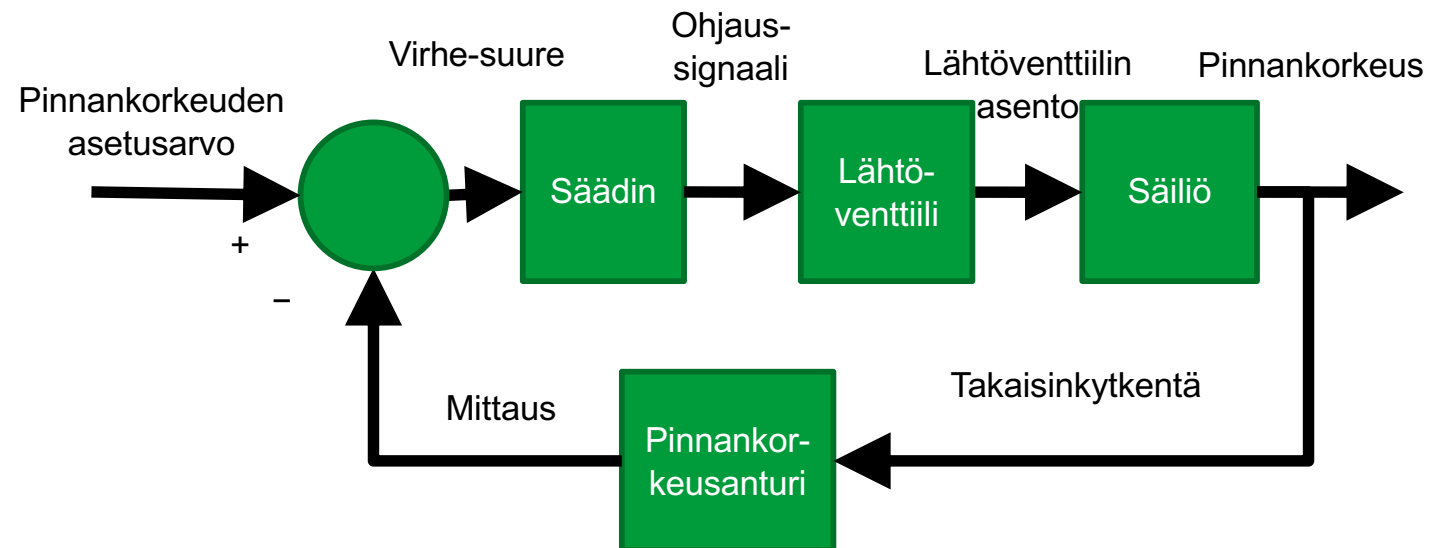 Pinnankorkeuden
asetusarvo
+
−
Virhe-suure
Säädin
Ohjaus-
signaali
Lähtö-
venttiili
Lähtöventtiilin
asento
Säiliö
Pinnankorkeus
Takaisinkytkentä
Pinnankor-
keusanturi
Mittaus